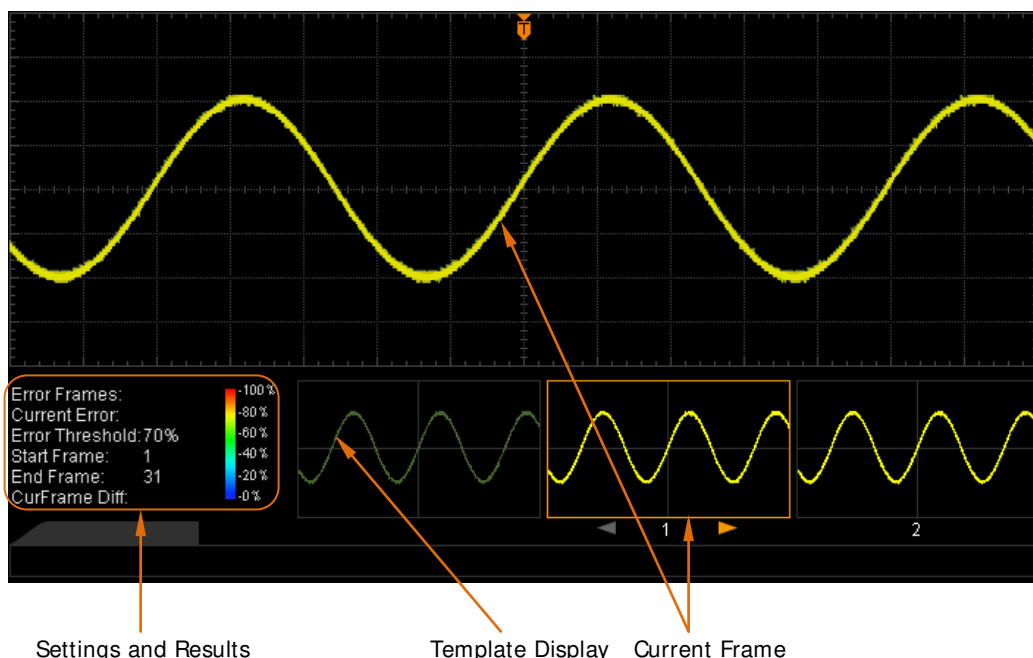 T
Error Frames:
Current Error:
Error Threshold:70%
Start Frame: 1
End Frame: 31
CurFrame Diff:
-100%
-80%
-60%
-40%
-20%
-0%
1
2
Settings and Results
Template Display
Current Frame